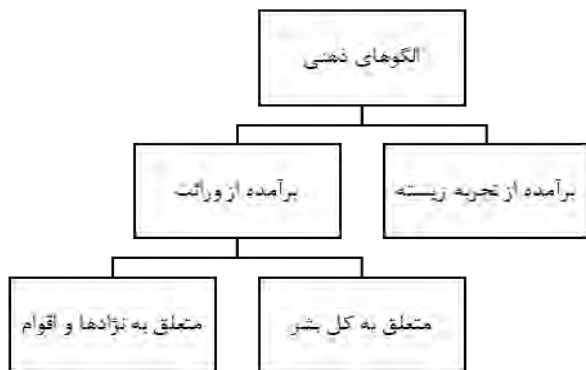 الگوهای ذهنی
برآمده از تجربه زیسته
برآمده از وراثت
متعلق به کل بشر
متعلق به نژادها و اقوام